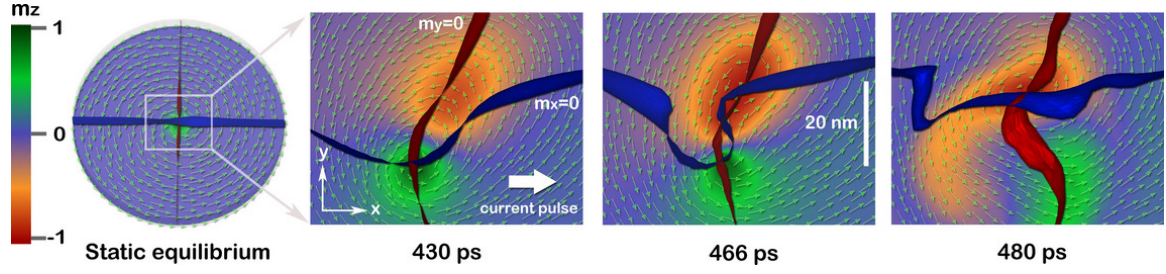 mz
1
0
-1
my=0
mx=0
y
x
current pulse
20 nm
Static equilibrium
430 ps
466 ps
480 ps